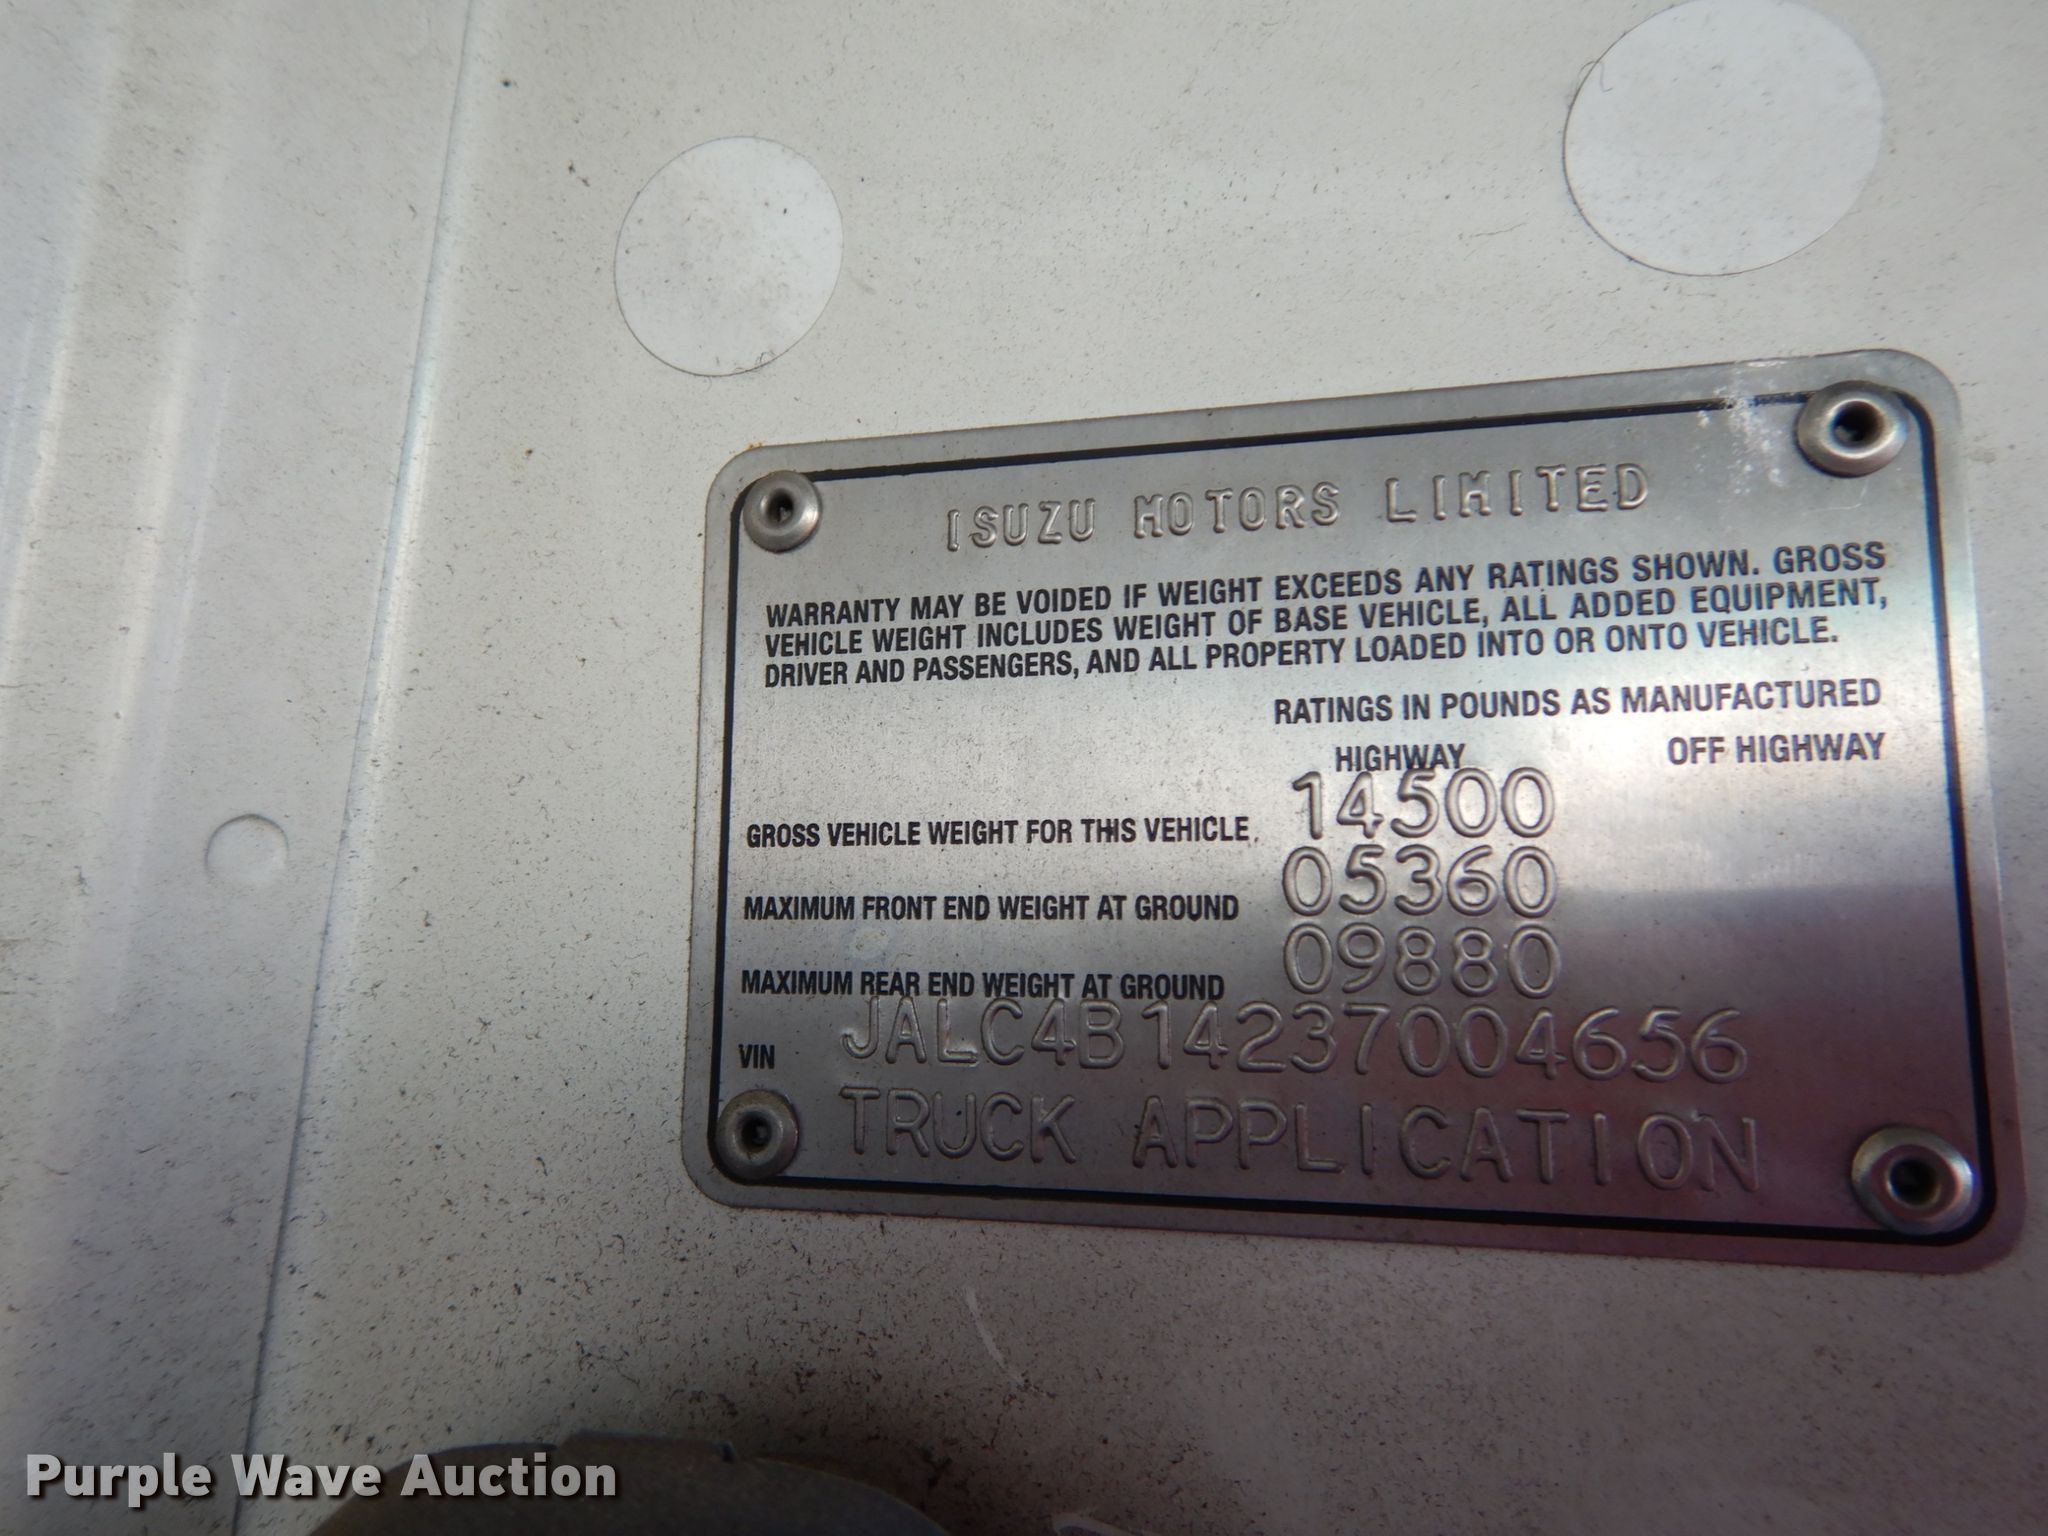 ISUZU MOTORS LIMITED
WARRANTY MAY BE VOIDED IF WEIGHT EXCEEDS ANY RATINGS SHOWN. GROSS
VEHICLE WEIGHT INCLUDES WEIGHT OF BASE VEHICLE, ALL ADDED EQUIPMENT,
DRIVER AND PASSENGERS, AND ALL PROPERTY LOADED INTO OR ONTO VEHICLE.
RATINGS IN POUNDS AS MANUFACTURED
HIGHWAY OFF HIGHWAY
GROSS VEHICLE WEIGHT FOR THIS VEHICLE. 14500
MAXIMUM FRONT END WEIGHT AT GROUND 05360
MAXIMUM REAR END WEIGHT AT GROUND 09880
VIN JALC4B14237004656
TRUCK APPLICATION
Purple Wave Auction